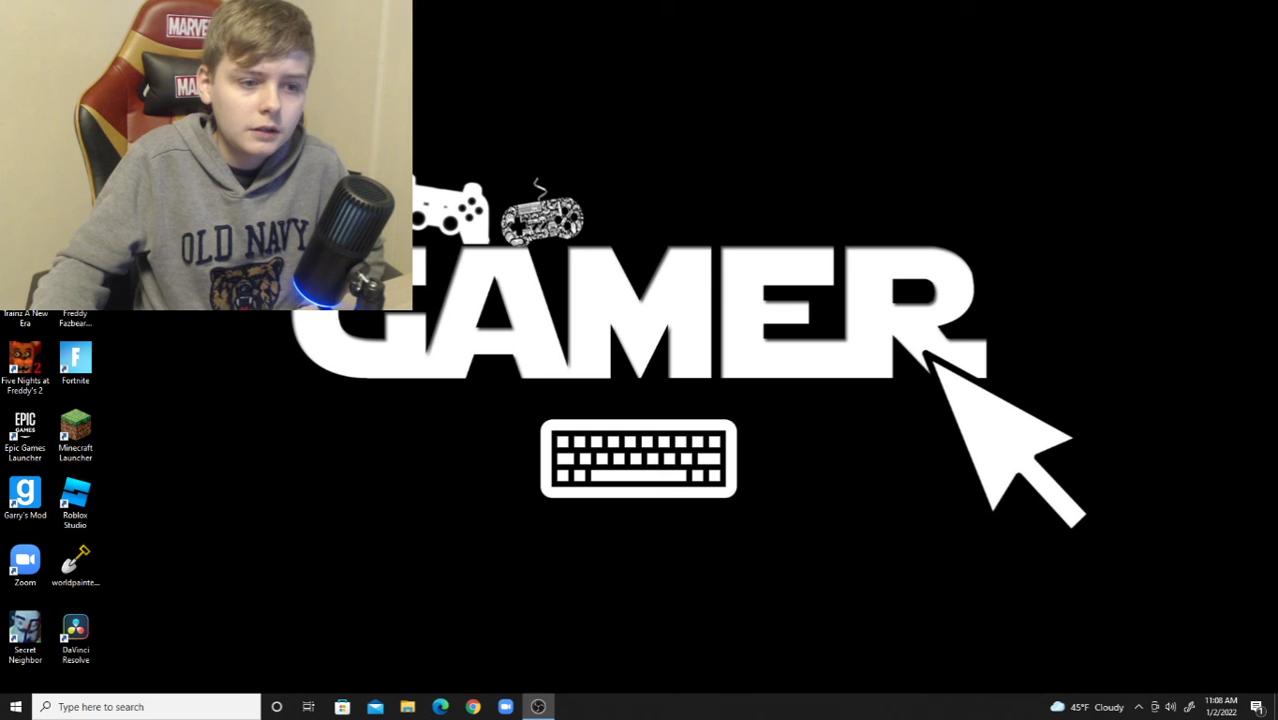 MARVEL
MA
OLD NAVY
GAMER
Trainz A New
Era
Freddy
Fazbear...
2
Five Nights at
Freddy's 2
F
Fortnite
EPIC
GAMES
Epic Games
Launcher
Minecraft
Launcher
g
Garry's Mod
Roblox
Studio
Zoom
worldpainte...
Secret
Neighbor
DaVinci
Resolve
Type here to search
45°F Cloudy
11:08 AM
1/2/2022
1